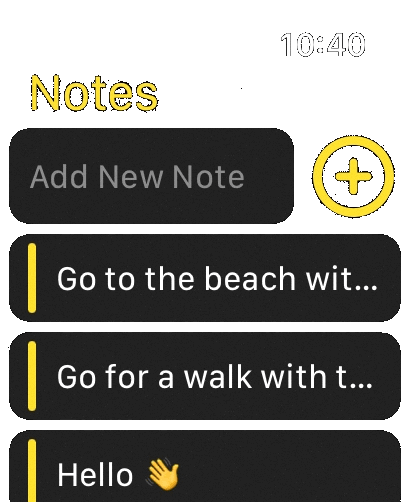 10:40
Notes
Add New Note
Go to the beach wit...
Go for a walk with t...
Hello 👋